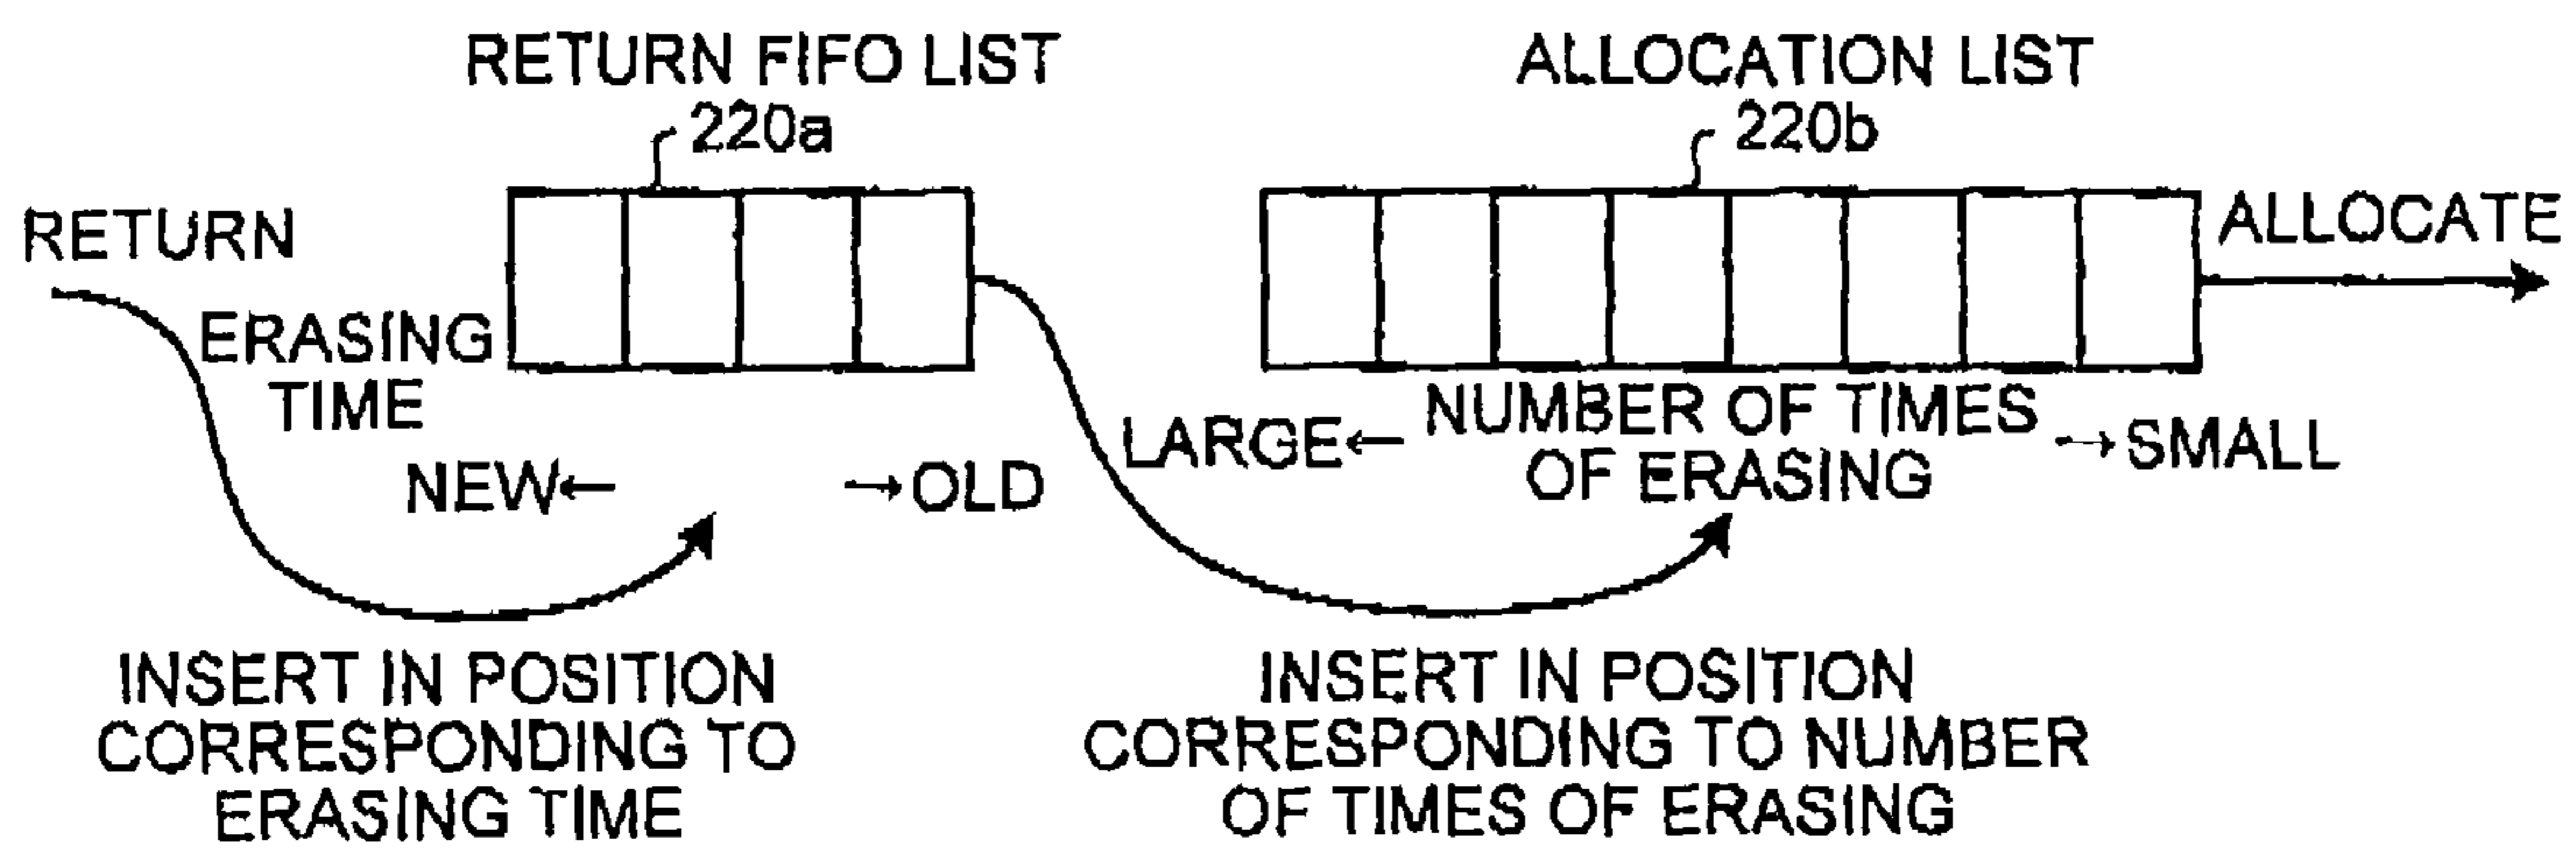 RETURN FIFO LIST
220a
RETURN
ERASING
TIME
NEW← →OLD
INSERT IN POSITION
CORRESPONDING TO
ERASING TIME
ALLOCATION LIST
220b
ALLOCATE
LARGE← NUMBER OF TIMES
OF ERASING →SMALL
INSERT IN POSITION
CORRESPONDING TO NUMBER
OF TIMES OF ERASING